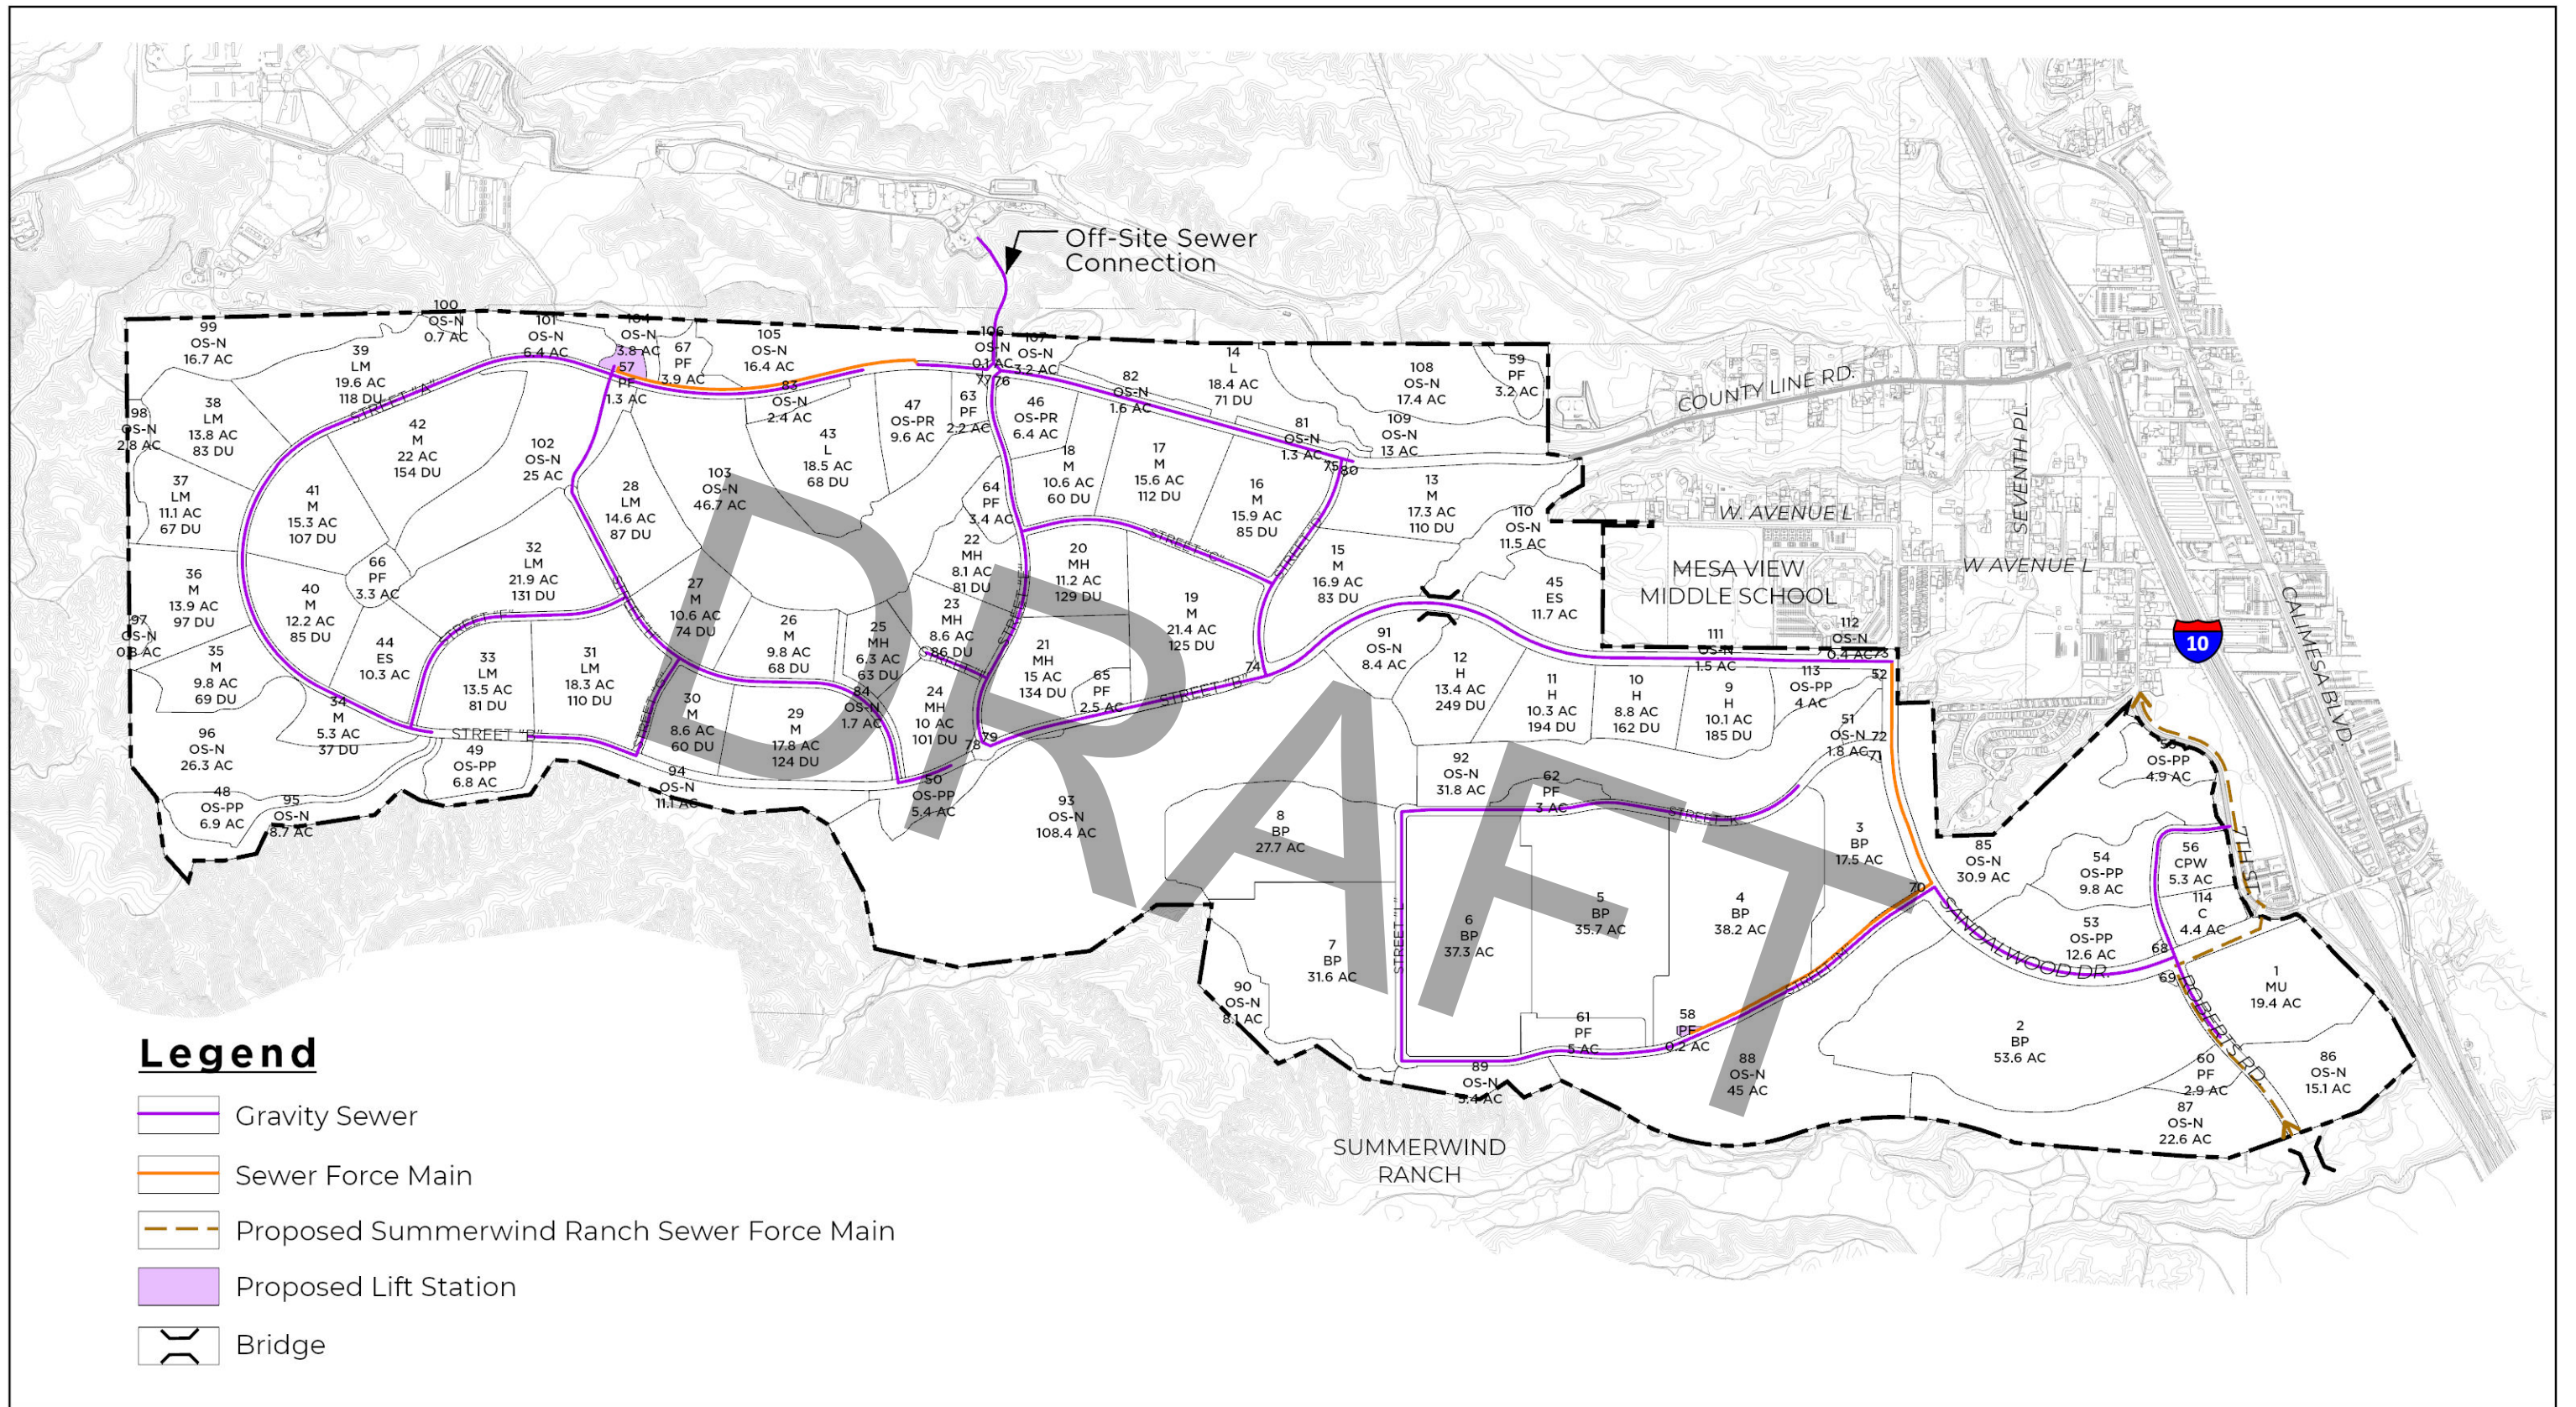 Off-Site Sewer
Connection
99
OS-N
16.7 AC
100
OS-N
0.7 AC
101
OS-N
6.4 AC
104
OS-N
3.8 AC
57
PF
1.3 AC
67
PF
3.9 AC
105
OS-N
16.4 AC
83
OS-N
2.4 AC
106
OS-N
0.1 AC
107
OS-N
3.2 AC
77
76
82
OS-N
1.6 AC
14
L
18.4 AC
71 DU
108
OS-N
17.4 AC
59
PF
3.2 AC
109
OS-N
13 AC
81
OS-N
1.3 AC
75
80
39
LM
19.6 AC
118 DU
STREET "A"
38
LM
13.8 AC
83 DU
98
OS-N
2.8 AC
42
M
22 AC
154 DU
102
OS-N
25 AC
47
OS-PR
9.6 AC
63
PF
2.2 AC
46
OS-PR
6.4 AC
43
L
18.5 AC
68 DU
103
OS-N
46.7 AC
18
M
10.6 AC
60 DU
17
M
15.6 AC
112 DU
16
M
15.9 AC
85 DU
13
M
17.3 AC
110 DU
110
OS-N
11.5 AC
37
LM
11.1 AC
67 DU
41
M
15.3 AC
107 DU
28
LM
14.6 AC
87 DU
64
PF
3.4 AC
22
MH
8.1 AC
81 DU
20
MH
11.2 AC
129 DU
15
M
16.9 AC
83 DU
45
ES
11.7 AC
36
M
13.9 AC
97 DU
66
PF
3.3 AC
40
M
12.2 AC
85 DU
32
LM
21.9 AC
131 DU
27
M
10.6 AC
74 DU
26
M
9.8 AC
68 DU
25
MH
6.3 AC
63 DU
23
MH
8.6 AC
86 DU
21
MH
15 AC
134 DU
19
M
21.4 AC
125 DU
97
OS-N
0.8 AC
35
M
9.8 AC
69 DU
44
ES
10.3 AC
33
LM
13.5 AC
81 DU
31
LM
18.3 AC
110 DU
30
M
8.6 AC
60 DU
29
M
17.8 AC
124 DU
84
OS-N
1.7 AC
24
MH
10 AC
101 DU
65
PF
2.5 AC
STREET "B"
74
91
OS-N
8.4 AC
12
H
13.4 AC
249 DU
11
H
10.3 AC
194 DU
10
H
8.8 AC
162 DU
9
H
10.1 AC
185 DU
111
OS-N
1.5 AC
112
OS-N
0.4 AC
73
113
OS-PP
4 AC
52
51
OS-N
1.8 AC
72
71
96
OS-N
26.3 AC
34
M
5.3 AC
37 DU
STREET "B"
49
OS-PP
6.8 AC
48
OS-PP
6.9 AC
95
OS-N
8.7 AC
94
OS-N
11.1 AC
78
79
50
OS-PP
5.4 AC
93
OS-N
108.4 AC
92
OS-N
31.8 AC
62
PF
3 AC
STREET "K"
8
BP
27.7 AC
3
BP
17.5 AC
STREET "L"
7
BP
31.6 AC
6
BP
37.3 AC
5
BP
35.7 AC
4
BP
38.2 AC
70
90
OS-N
8.1 AC
61
PF
5 AC
58
PF
0.2 AC
89
OS-N
5.4 AC
88
OS-N
45 AC
85
OS-N
30.9 AC
OS-PP
4.9 AC
54
OS-PP
9.8 AC
56
CPW
5.3 AC
114
C
4.4 AC
53
OS-PP
12.6 AC
68
69
SANDALWOOD DR.
7TH ST.
ROBERTS RD.
1
MU
19.4 AC
2
BP
53.6 AC
60
PF
2.9 AC
86
OS-N
15.1 AC
87
OS-N
22.6 AC
COUNTY LINE RD.
W. AVENUE L
W AVENUE L
SEVENTH PL.
CALIMESA BLVD.
10
MESA VIEW
MIDDLE SCHOOL
SUMMERWIND
RANCH
DRAFT
Legend
Gravity Sewer
Sewer Force Main
Proposed Summerwind Ranch Sewer Force Main
Proposed Lift Station
Bridge